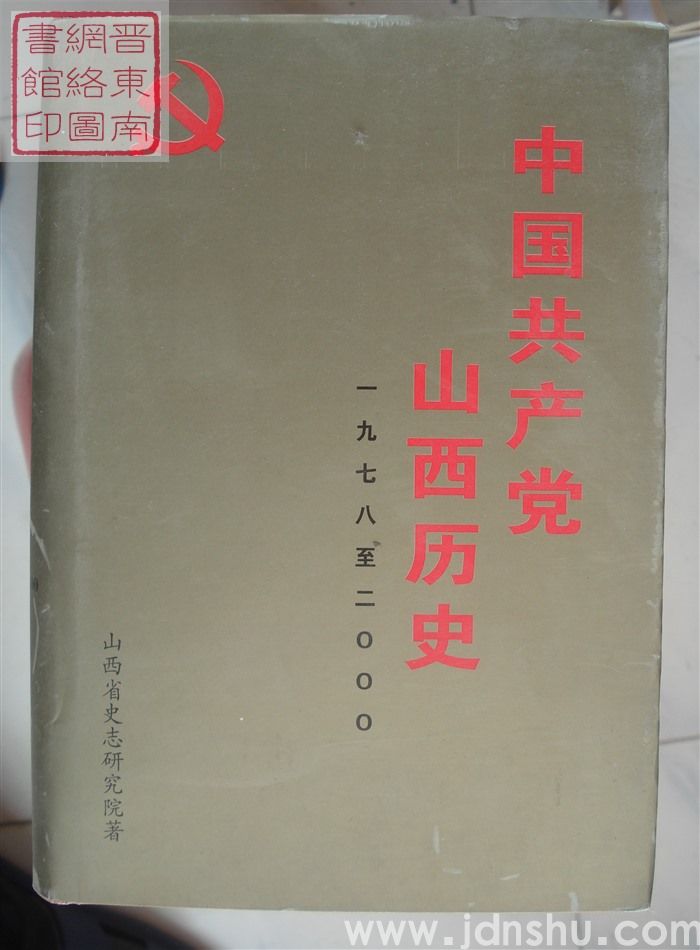 中国共产党
山西历史
一九七八至二〇〇〇
山西省史志研究院著
晋東南
網絡圖
書館印
www.jdnshu.com